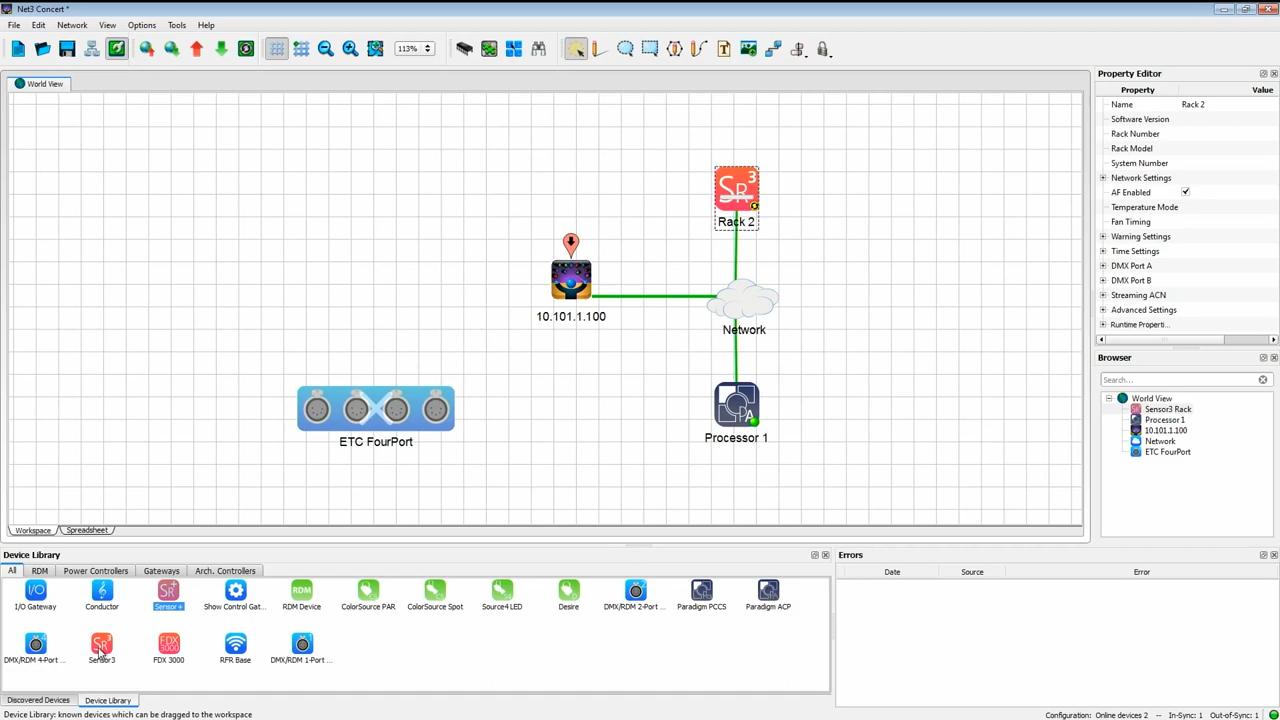 Net3 Concert *
File Edit Network View Options Tools Help
113%
World View
SR3
Rack 2
10.101.1.100
Network
ETC FourPort
Processor 1
Workspace Spreadsheet
Property Editor
Property Value
Name Rack 2
Software Version
Rack Number
Rack Model
System Number
Network Settings
AF Enabled
Temperature Mode
Fan Timing
Warning Settings
Time Settings
DMX Port A
DMX Port B
Streaming ACN
Advanced Settings
Runtime Properti...
Browser
Search...
World View
Sensor3 Rack
Processor 1
10.101.1.100
Network
ETC FourPort
Device Library
All RDM Power Controllers Gateways Arch. Controllers
I/O Gateway Conductor Sensor+ Show Control Gat... RDM Device ColorSource PAR ColorSource Spot Source4 LED Desire DMX/RDM 2-Port ... Paradigm PCCS Paradigm ACP
DMX/RDM 4-Port ... Sensor3 FDX 3000 RFR Base DMX/RDM 1-Port ...
Discovered Devices Device Library
Errors
Date Source Error
Device Library: known devices which can be dragged to the workspace
Configuration: Online devices 2 -- In-Sync: 1 Out-of-Sync: 1